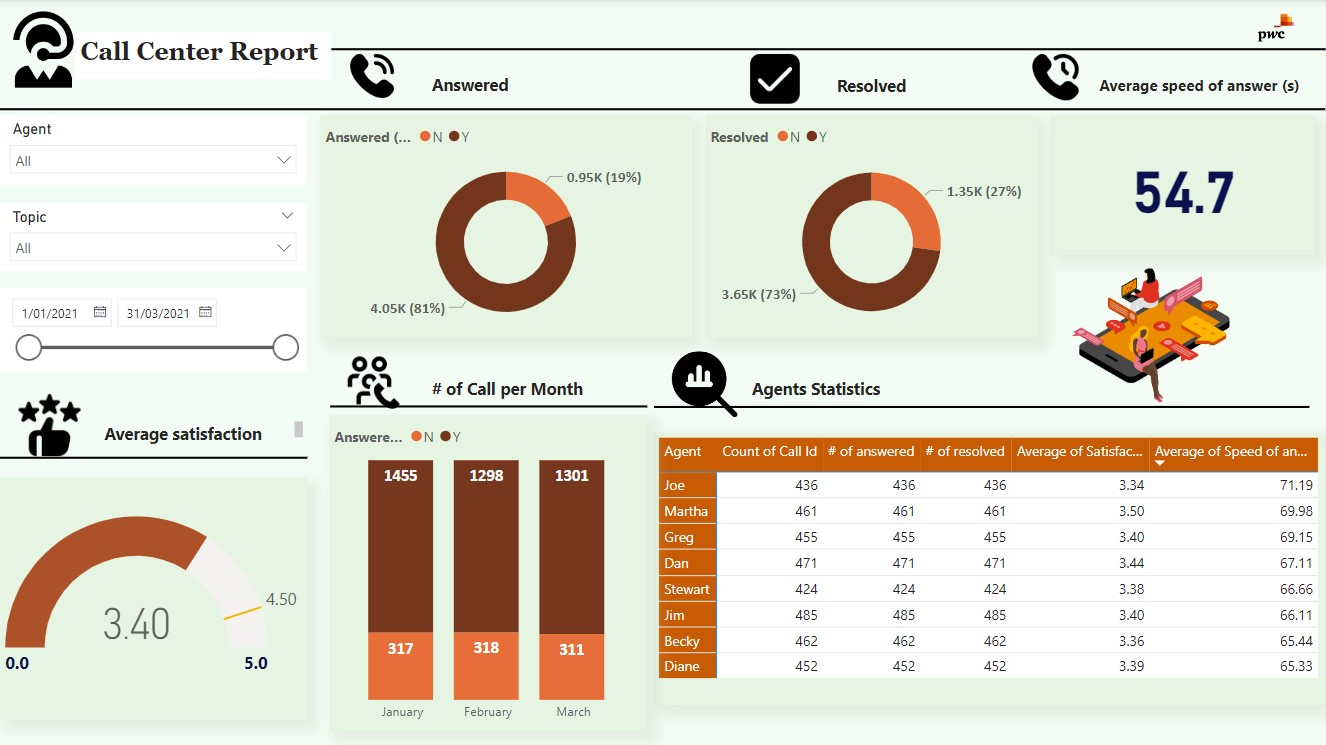 Call Center Report
pwc
Answered
Resolved
Average speed of answer (s)
Agent
All
Topic
All
1/01/2021 31/03/2021
Average satisfaction
3.40
4.50
0.0 5.0
Answered (... N Y
0.95K (19%)
4.05K (81%)
Resolved N Y
1.35K (27%)
3.65K (73%)
54.7
# of Call per Month
Answere... N Y
1455 1298 1301
317 318 311
January February March
Agents Statistics
Agent Count of Call Id # of answered # of resolved Average of Satisfac... Average of Speed of an...
Joe 436 436 436 3.34 71.19
Martha 461 461 461 3.50 69.98
Greg 455 455 455 3.40 69.15
Dan 471 471 471 3.44 67.11
Stewart 424 424 424 3.38 66.66
Jim 485 485 485 3.40 66.11
Becky 462 462 462 3.36 65.44
Diane 452 452 452 3.39 65.33